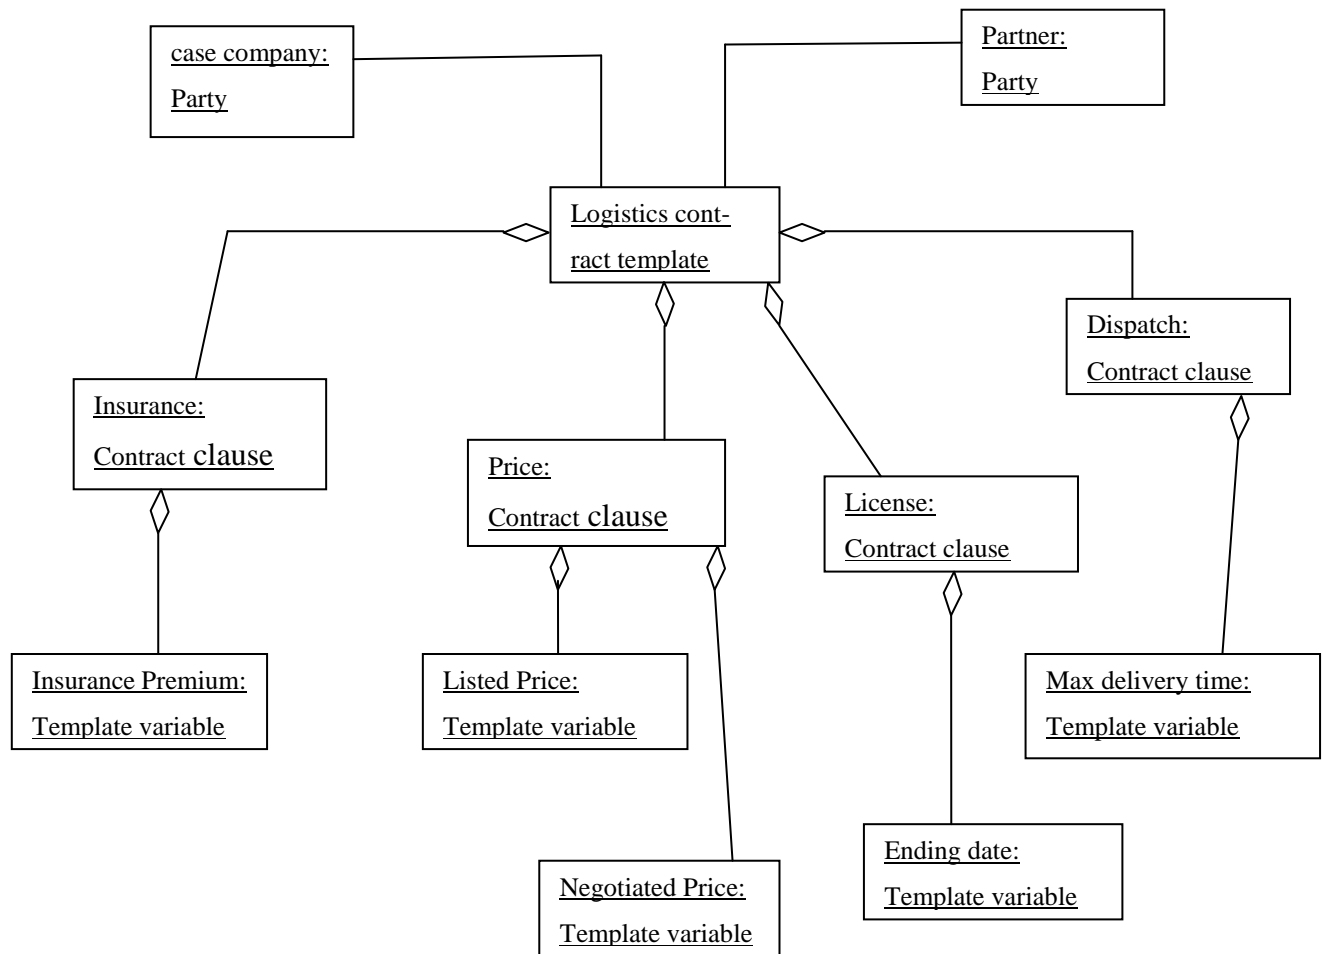 case company:
Party
Partner:
Party
Logistics cont-
ract template
Dispatch:
Contract clause
Insurance:
Contract clause
Price:
Contract clause
License:
Contract clause
Insurance Premium:
Template variable
Listed Price:
Template variable
Max delivery time:
Template variable
Ending date:
Template variable
Negotiated Price:
Template variable